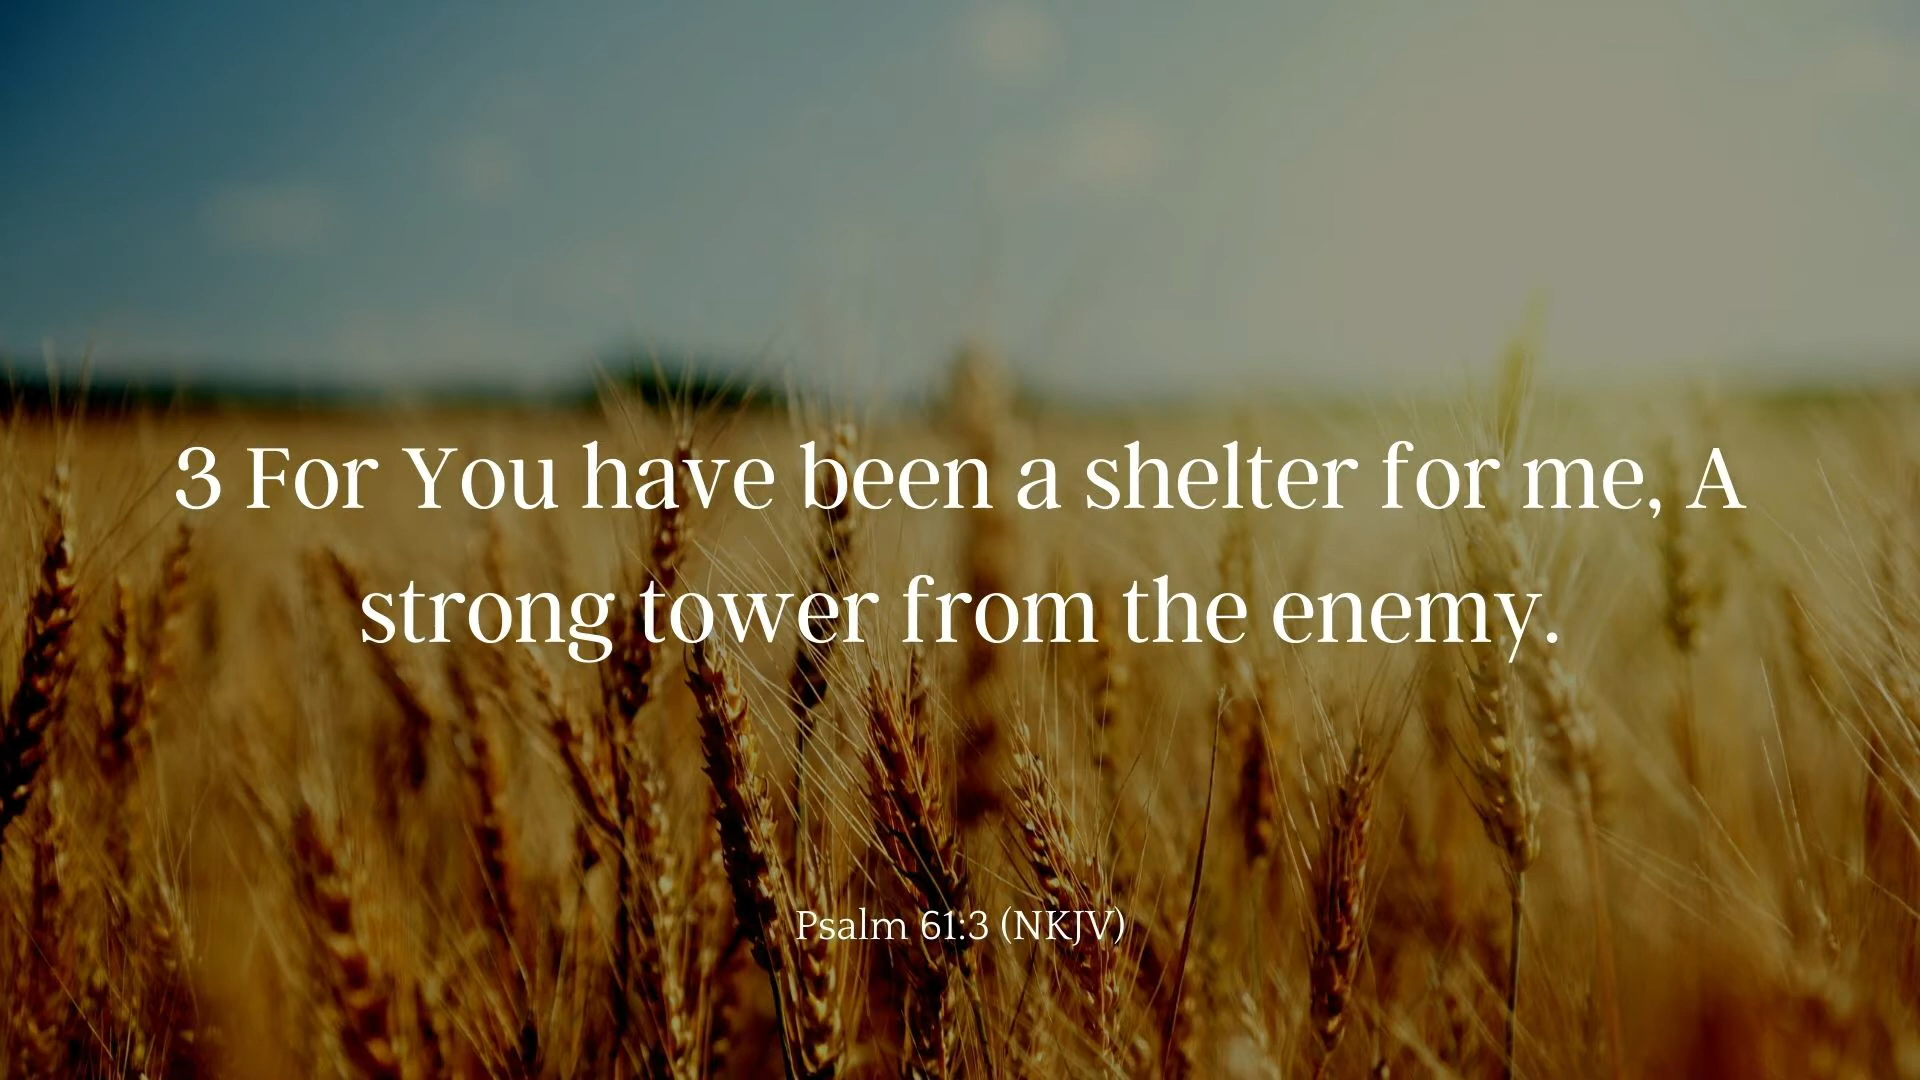 3 For You have been a shelter for me, A
strong tower from the enemy.
Psalm 61:3 (NKJV)